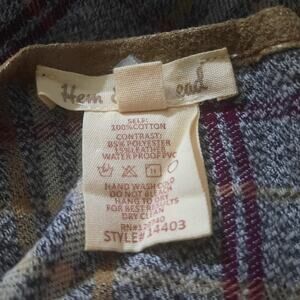 Hem ead
SELF:
100%COTTON
CONTRAST:
85% POLYESTER
15%LEATHER
WATER PROOF PVC
HAND WASH COLD
DO NOT BLEACH
HANG TO DRY
FOR BEST RESULTS
DRY CLEAN
STYLE#14403